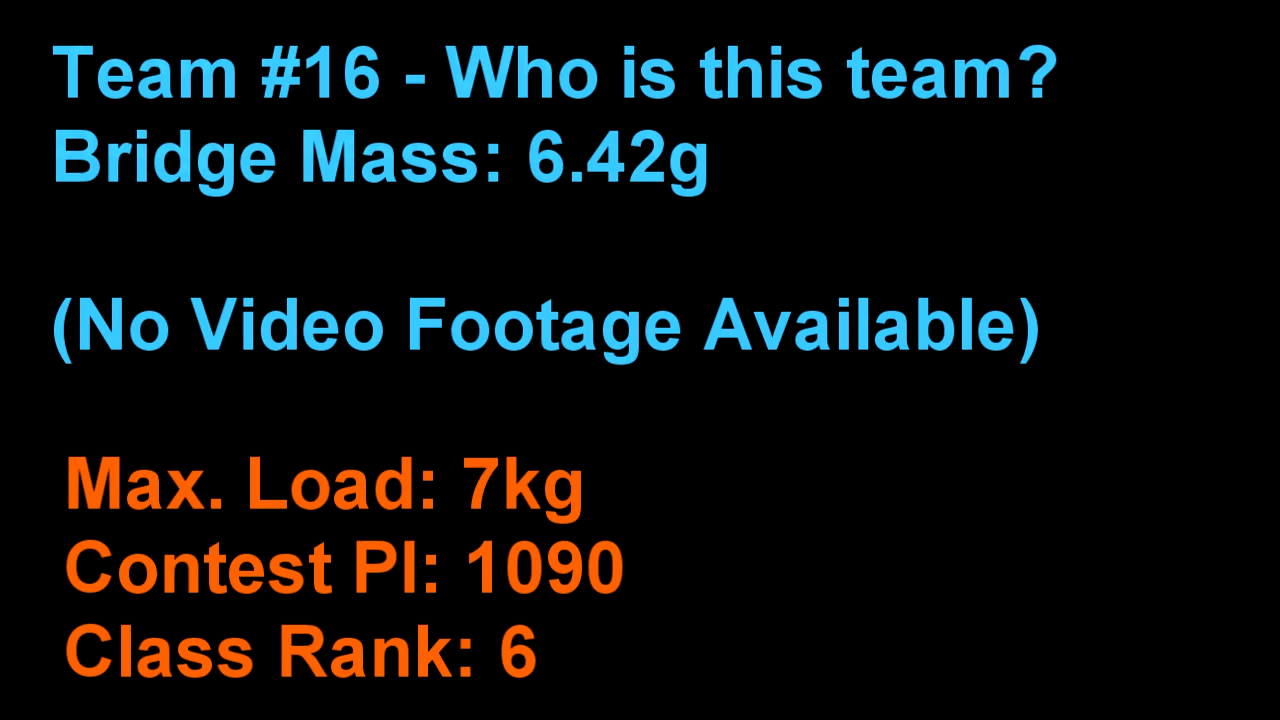 Team #16 - Who is this team?
Bridge Mass: 6.42g
(No Video Footage Available)
Max. Load: 7kg
Contest PI: 1090
Class Rank: 6